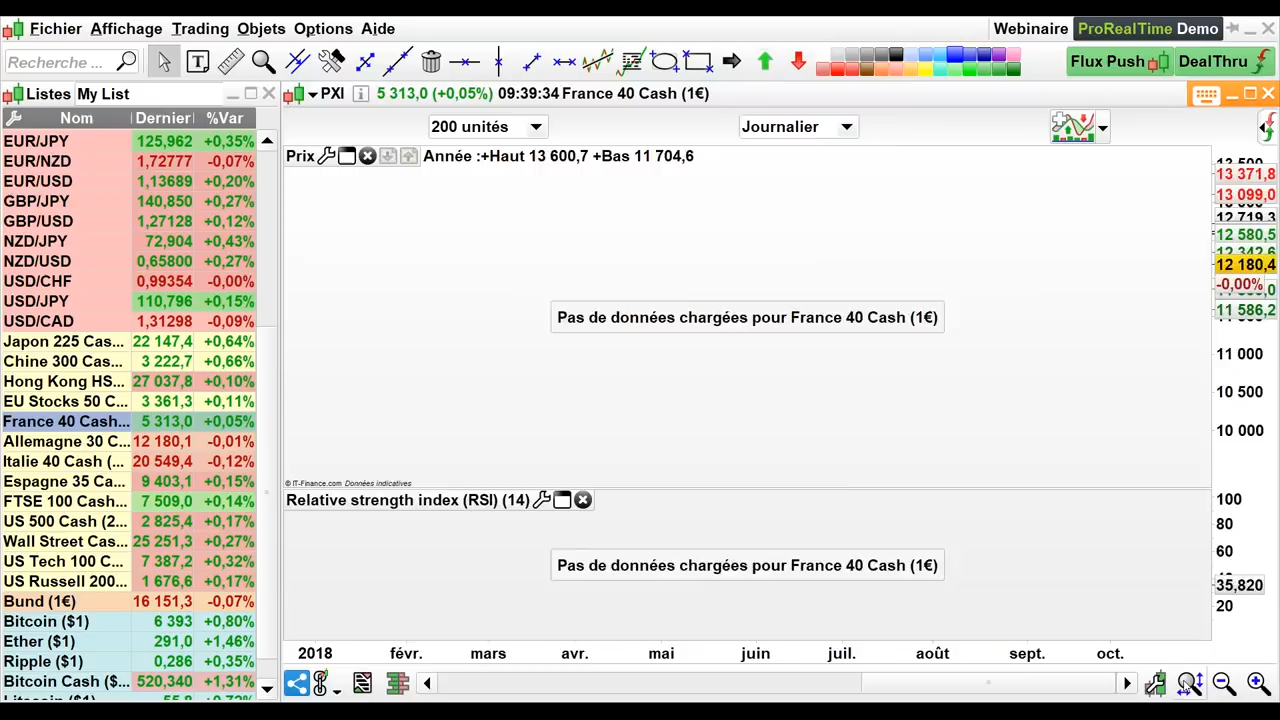 Fichier Affichage Trading Objets Options Aide Webinaire ProRealTime Demo
Recherche ... T Flux Push DealThru
Listes My List
PXI 5 313,0 (+0,05%) 09:39:34 France 40 Cash (1€)
Nom Dernier %Var
200 unités Journalier
Prix Année :+Haut 13 600,7 +Bas 11 704,6
EUR/JPY 125,962 +0,35%
EUR/NZD 1,72777 -0,07%
EUR/USD 1,13689 +0,20%
GBP/JPY 140,850 +0,27%
GBP/USD 1,27128 +0,12%
NZD/JPY 72,904 +0,43%
NZD/USD 0,65800 +0,27%
USD/CHF 0,99354 -0,00%
USD/JPY 110,796 +0,15%
USD/CAD 1,31298 -0,09%
Japon 225 Cas... 22 147,4 +0,64%
Chine 300 Cas... 3 222,7 +0,66%
Hong Kong HS... 27 037,8 +0,10%
EU Stocks 50 C... 3 361,3 +0,11%
France 40 Cash... 5 313,0 +0,05%
Allemagne 30 C... 12 180,1 -0,01%
Italie 40 Cash (... 20 549,4 -0,12%
Espagne 35 Ca... 9 403,1 +0,15%
FTSE 100 Cash... 7 509,0 +0,14%
US 500 Cash (2... 2 825,4 +0,17%
Wall Street Cas... 25 251,3 +0,27%
US Tech 100 C... 7 387,2 +0,32%
US Russell 200... 1 676,6 +0,17%
Bund (1€) 16 151,3 -0,07%
Bitcoin ($1) 6 393 +0,80%
Ether ($1) 291,0 +1,46%
Ripple ($1) 0,286 +0,35%
Bitcoin Cash ($... 520,340 +1,31%
Litecoin ($1) 55,8 +0,72%
Pas de données chargées pour France 40 Cash (1€)
© IT-Finance.com Données indicatives
13 371,8
13 099,0
12 719,3
12 580,5
12 342,6
12 180,4
-0,00%
11 586,2
11 000
10 500
10 000
Relative strength index (RSI) (14)
Pas de données chargées pour France 40 Cash (1€)
100
80
60
35,820
20
2018 févr. mars avr. mai juin juil. août sept. oct.